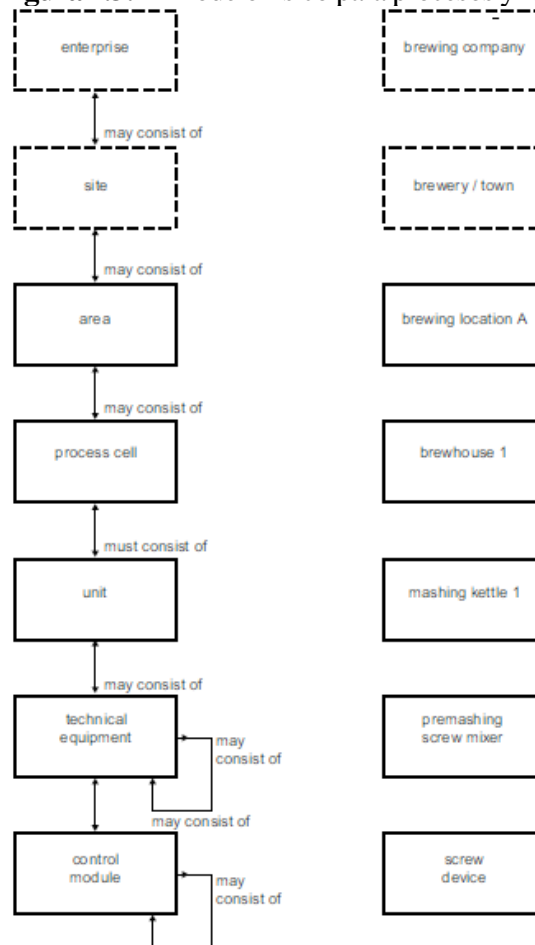 enterprise
brewing company
may consist of
site
brewery / town
may consist of
area
brewing location A
may consist of
process cell
brewhouse 1
must consist of
unit
mashing kettle 1
may consist of
technical
equipment
premashing
screw mixer
may
consist of
may consist of
control
module
screw
device
may
consist of